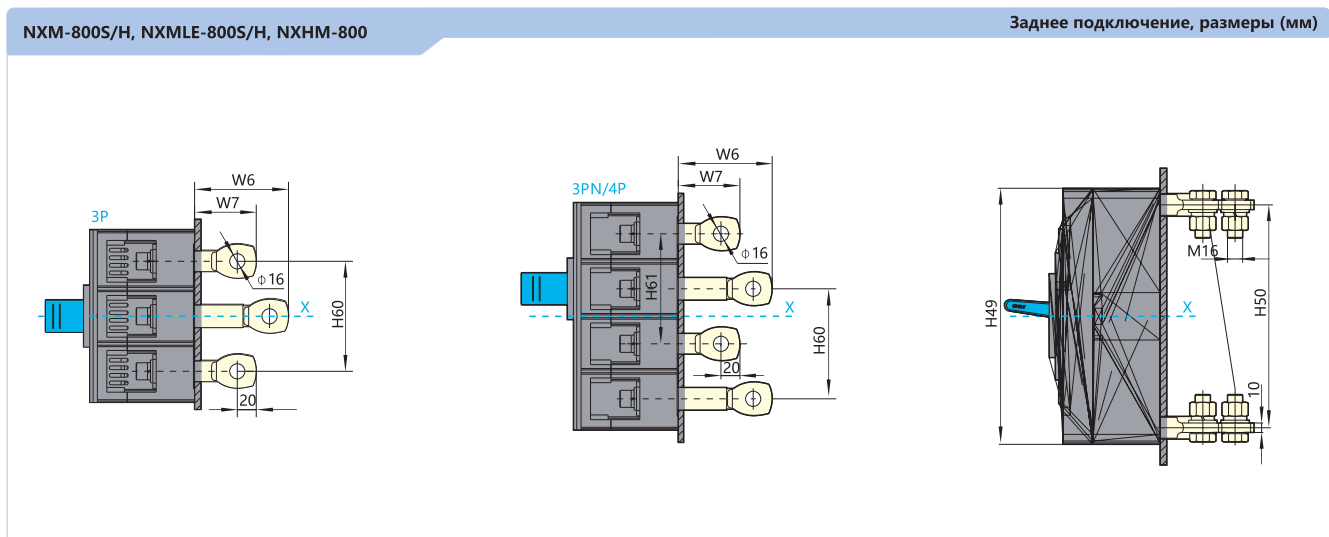 NXM-800S/H, NXMLE-800S/H, NXHM-800
Заднее подключение, размеры (мм)
3P
W6
W7
Φ16
X
H60
20
3PN/4P
W6
W7
Φ16
H61
X
H60
20
H49
M16
X
H50
10